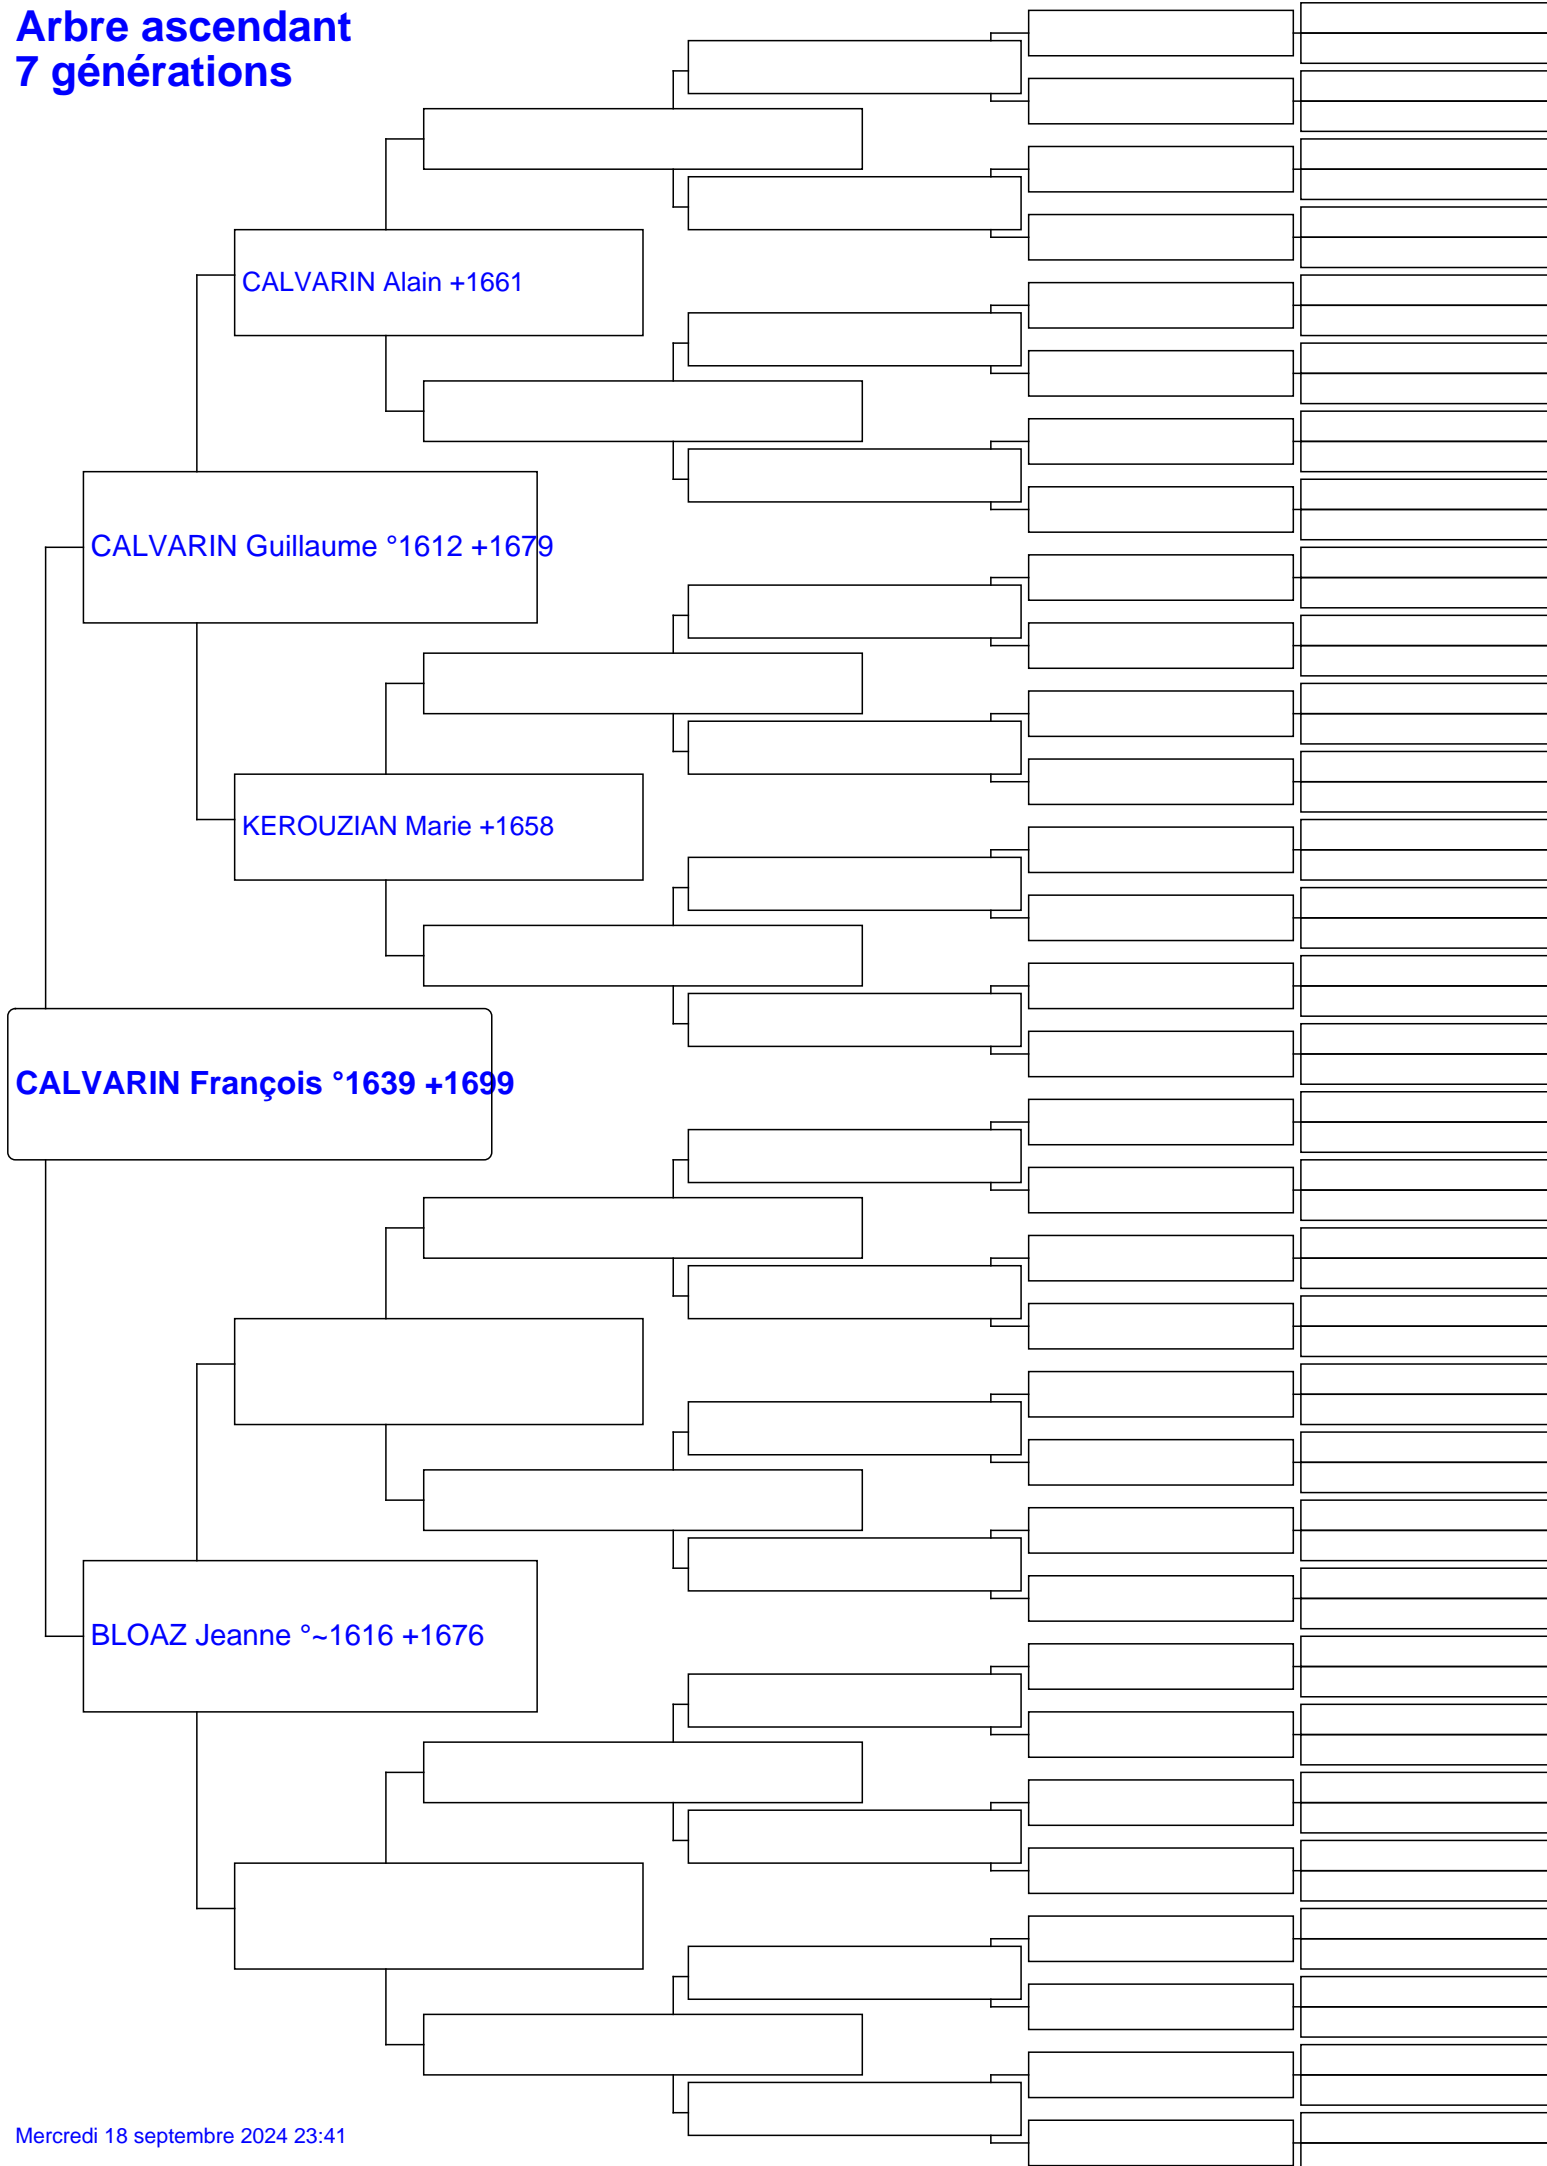 Arbre ascendant
7 générations
CALVARIN Alain +1661
CALVARIN Guillaume °1612 +1679
KEROUZIAN Marie +1658
CALVARIN François °1639 +1699
BLOAZ Jeanne °~1616 +1676
Mercredi 18 septembre 2024 23:41